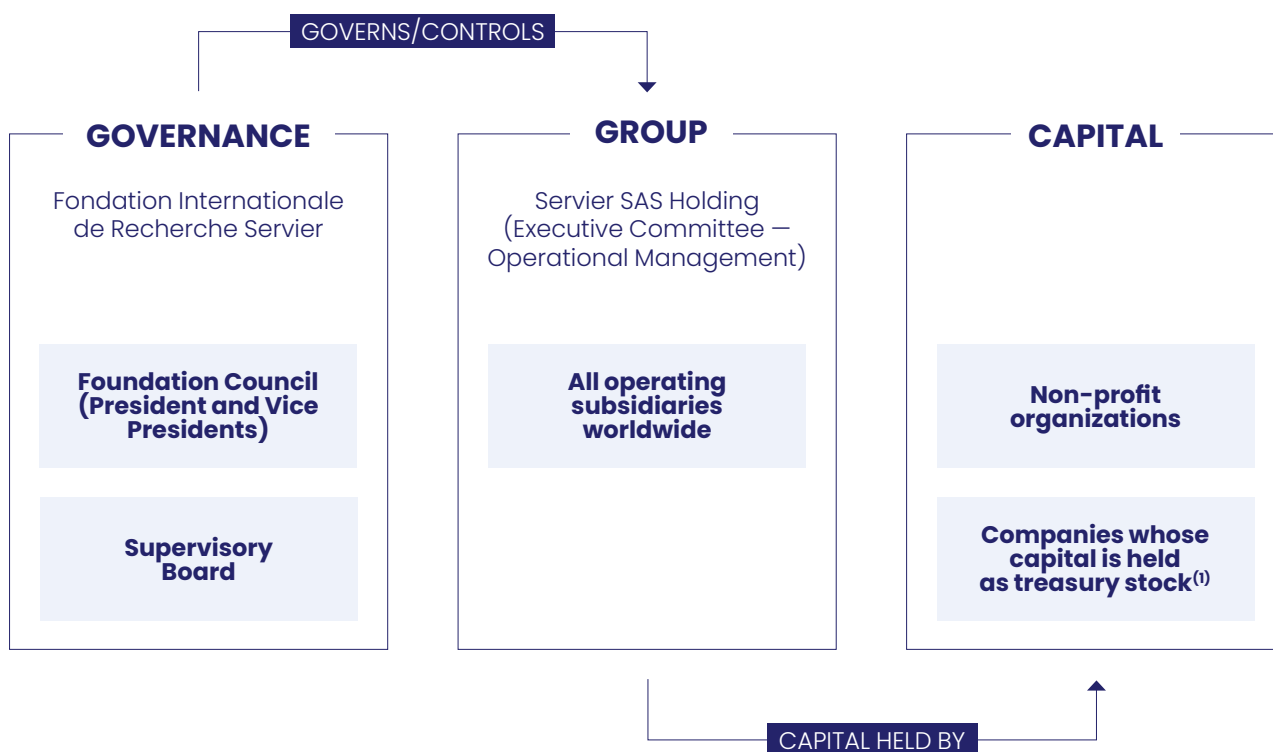 GOVERNS/CONTROLS
GOVERNANCE
Fondation Internationale
de Recherche Servier
Foundation Council
(President and Vice
Presidents)
Supervisory
Board
GROUP
Servier SAS Holding
(Executive Committee —
Operational Management)
All operating
subsidiaries
worldwide
CAPITAL
Non-profit
organizations
Companies whose
capital is held
as treasury stock(1)
CAPITAL HELD BY